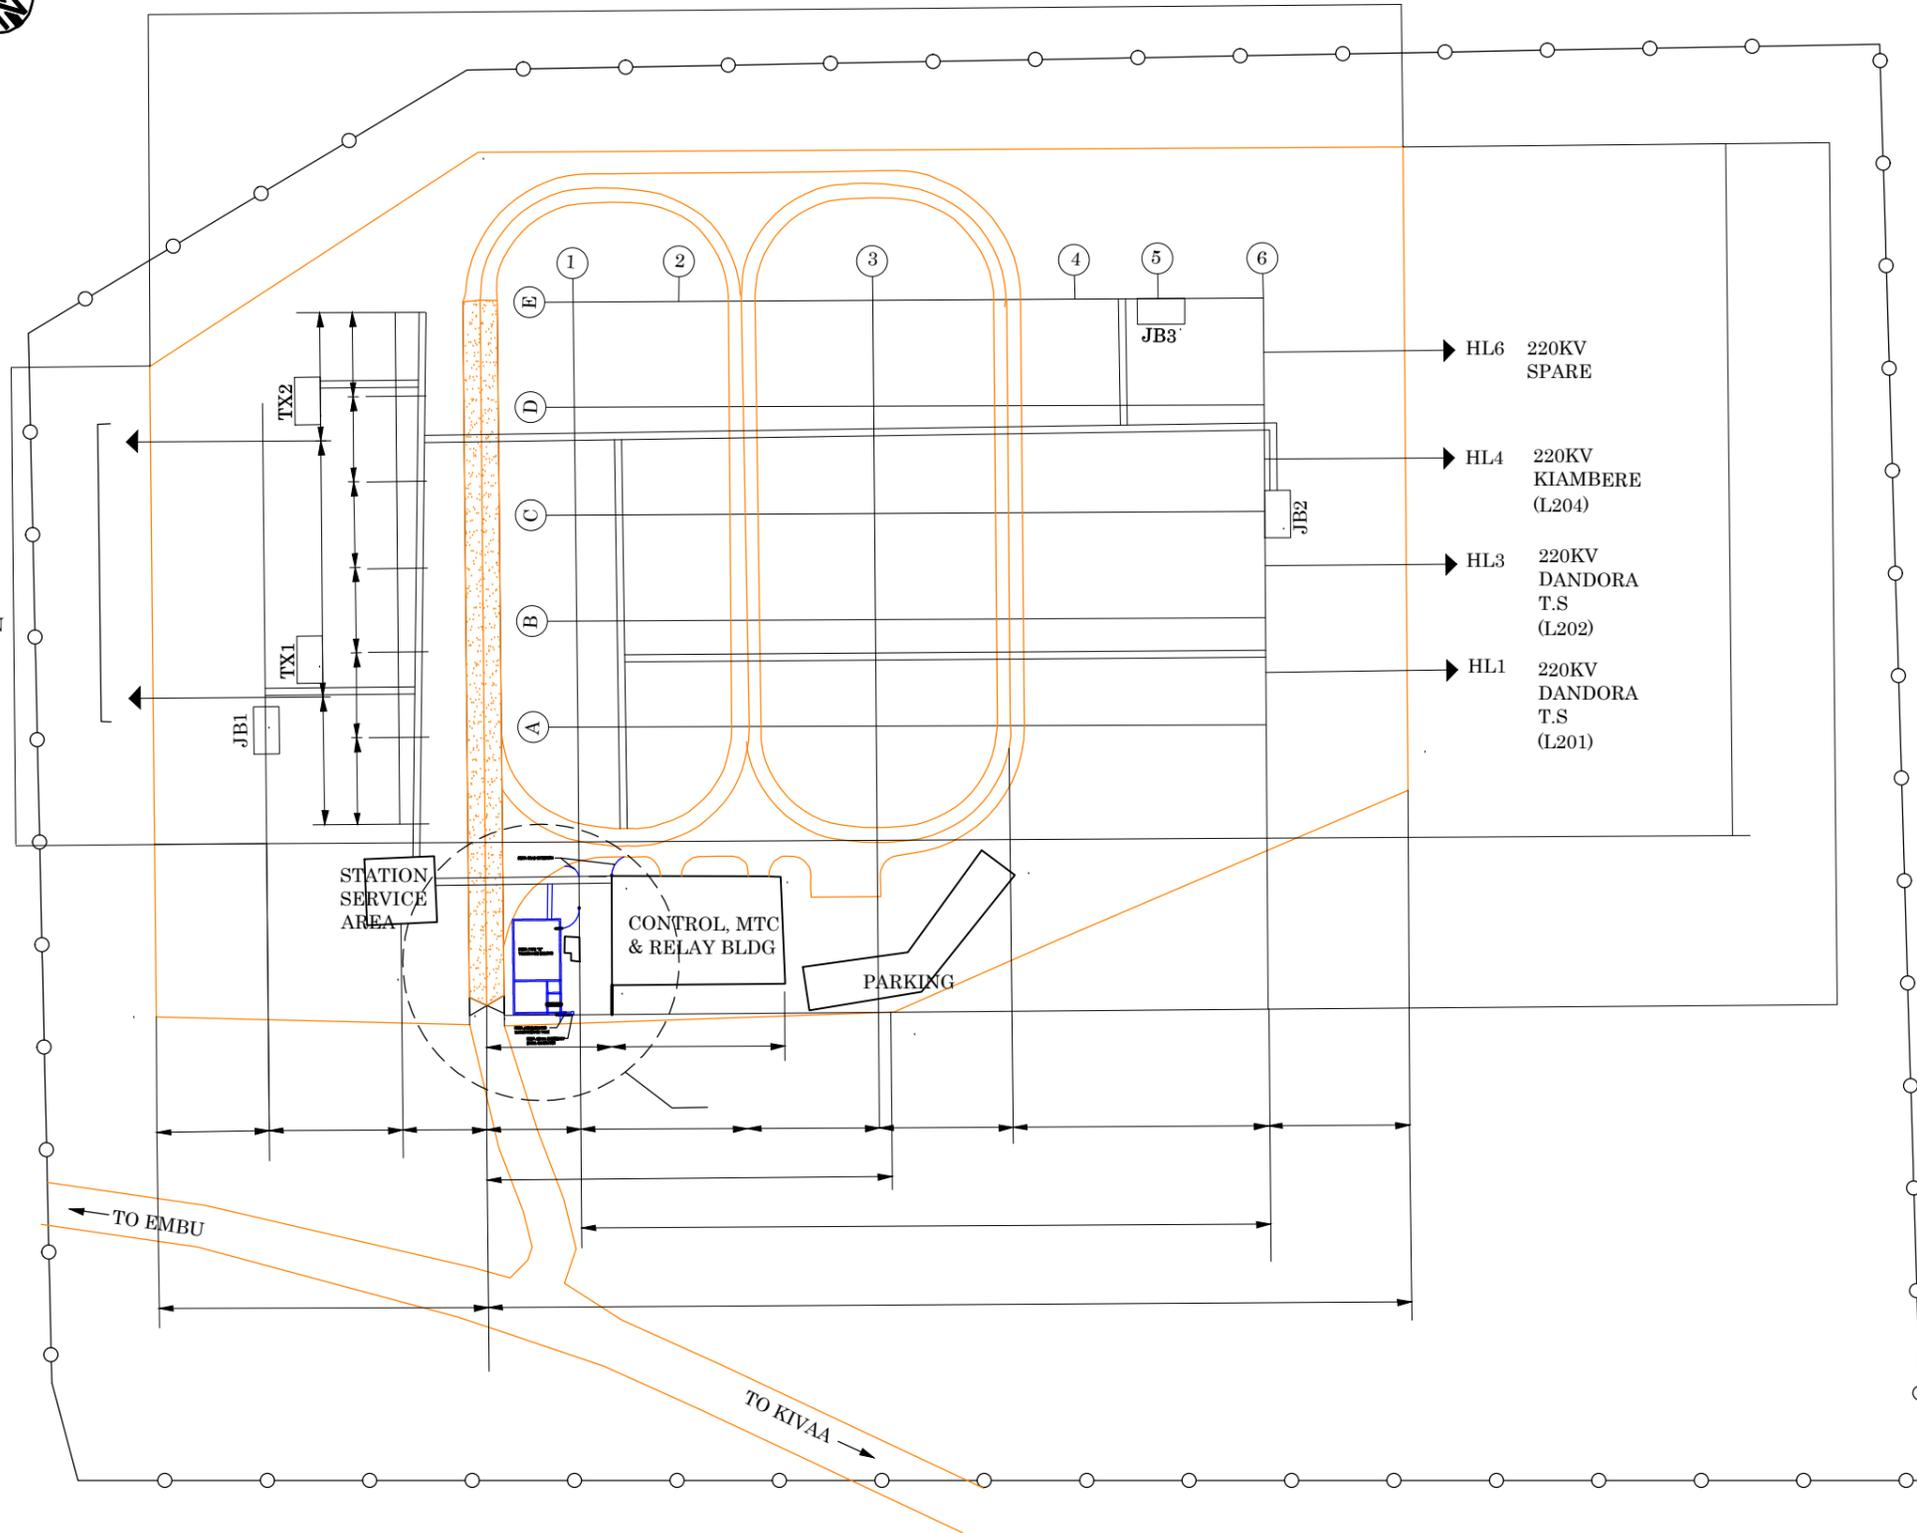 1
2
3
4
5
6
E
D
C
B
A
JB3
HL6
220KV
SPARE
TX2
HL4
220KV
KIAMBERE
(L204)
JB2
HL3
220KV
DANDORA
T.S
(L202)
TX1
HL1
220KV
DANDORA
T.S
(L201)
JB1
STATION
SERVICE
AREA
CONTROL, MTC
& RELAY BLDG
PARKING
TO EMBU
TO KIVAA